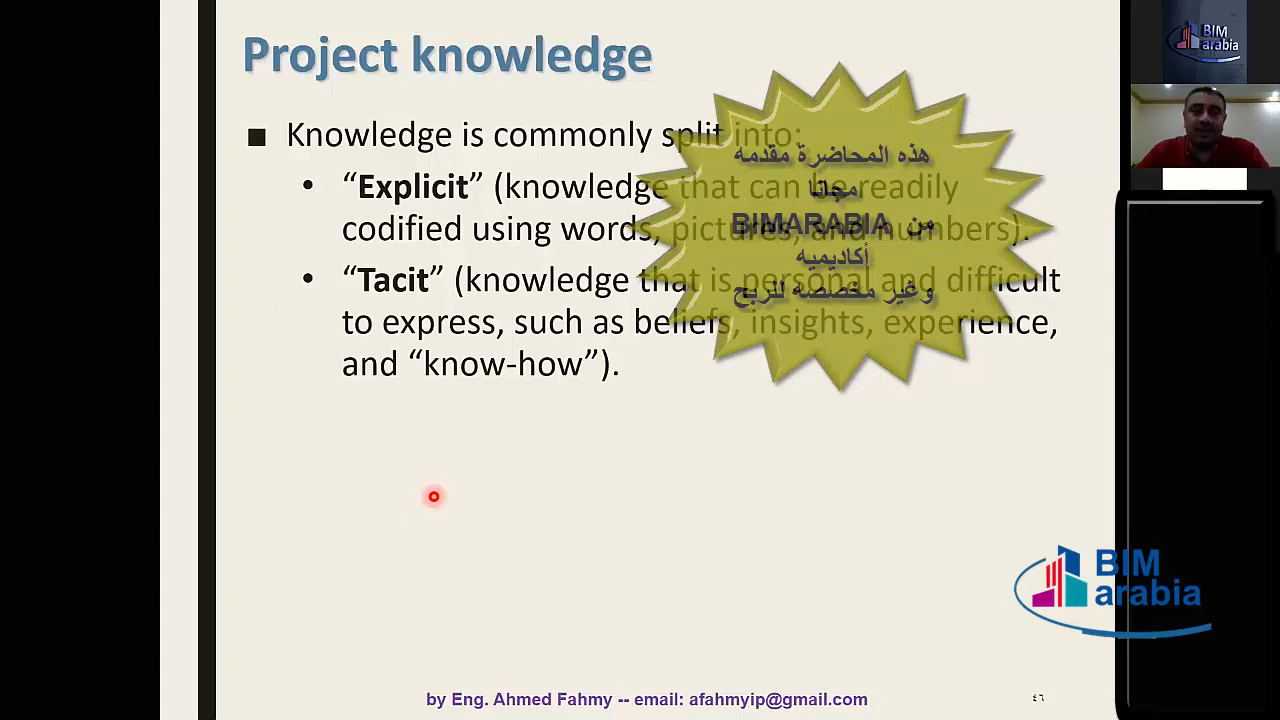 Project knowledge
■ Knowledge is commonly split into:
• “Explicit” (knowledge that can be readily
codified using words, pictures, and numbers).
• “Tacit” (knowledge that is personal and difficult
to express, such as beliefs, insights, experience,
and “know-how”).
هذه المحاضرة مقدمه
مجانا
من BIMARABIA
أكاديميه
وغير مخصصه للربح
BIM
arabia
BIM
arabia
by Eng. Ahmed Fahmy -- email: afahmyip@gmail.com
٤٦